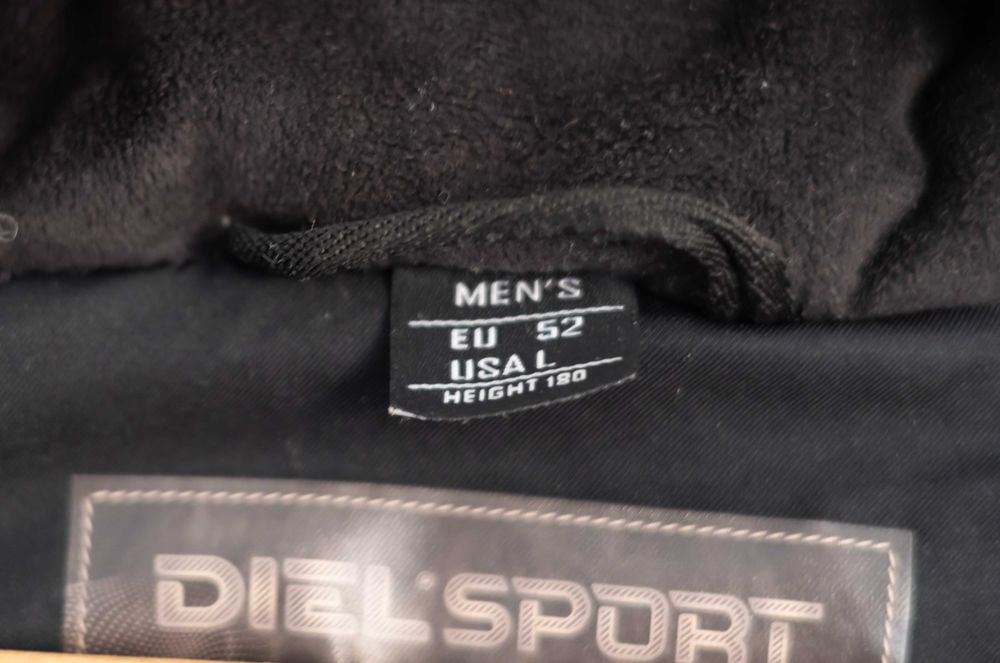 MEN'S
EU 52
USA L
HEIGHT 180
DIEL®SPORT